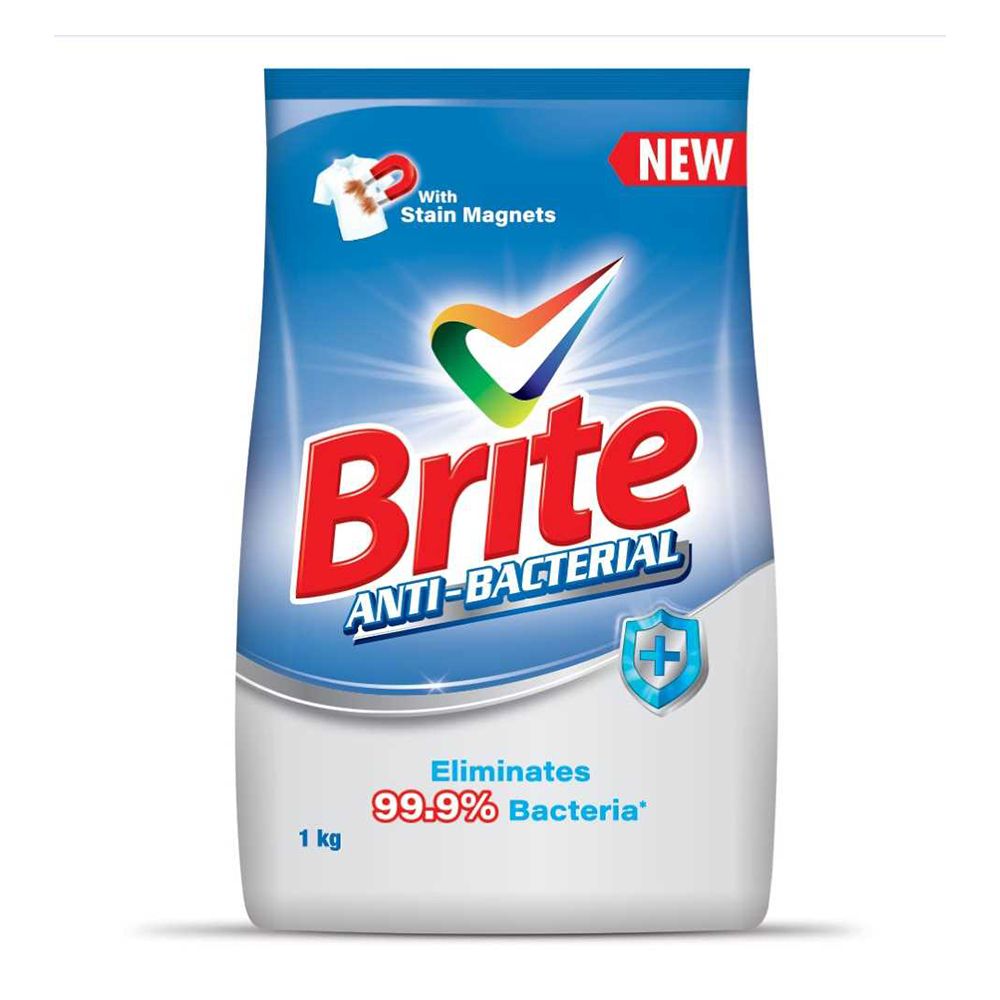 NEW
With
Stain Magnets
Brite
ANTI-BACTERIAL
Eliminates
99.9% Bacteria*
1 kg